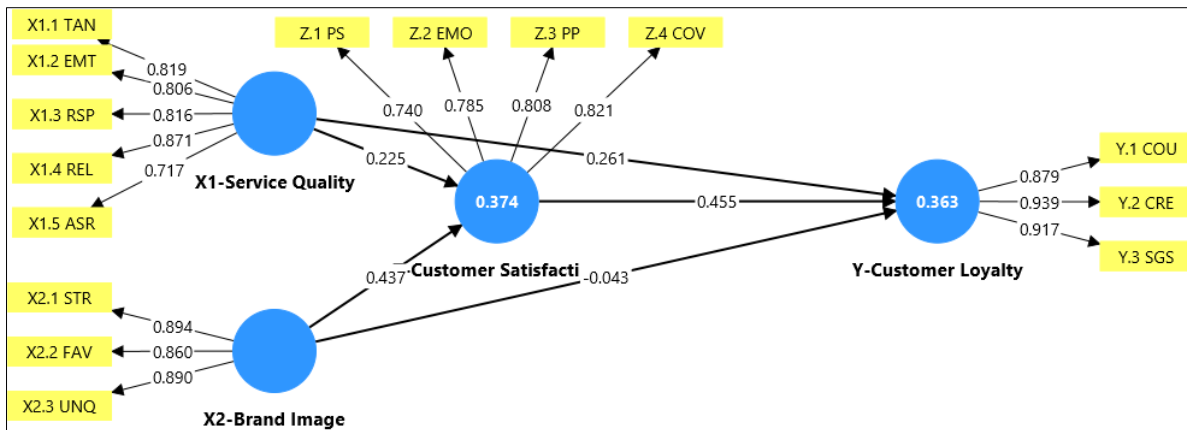 X1.1 TAN
X1.2 EMT
X1.3 RSP
X1.4 REL
X1.5 ASR
0.819
0.806
0.816
0.871
0.717
X1-Service Quality
Z.1 PS
Z.2 EMO
Z.3 PP
Z.4 COV
0.740
0.785
0.808
0.821
0.225
0.261
0.374
-Customer Satisfacti
0.437
0.455
-0.043
0.363
Y-Customer Loyalty
0.879
0.939
0.917
Y.1 COU
Y.2 CRE
Y.3 SGS
X2.1 STR
X2.2 FAV
X2.3 UNQ
0.894
0.860
0.890
X2-Brand Image